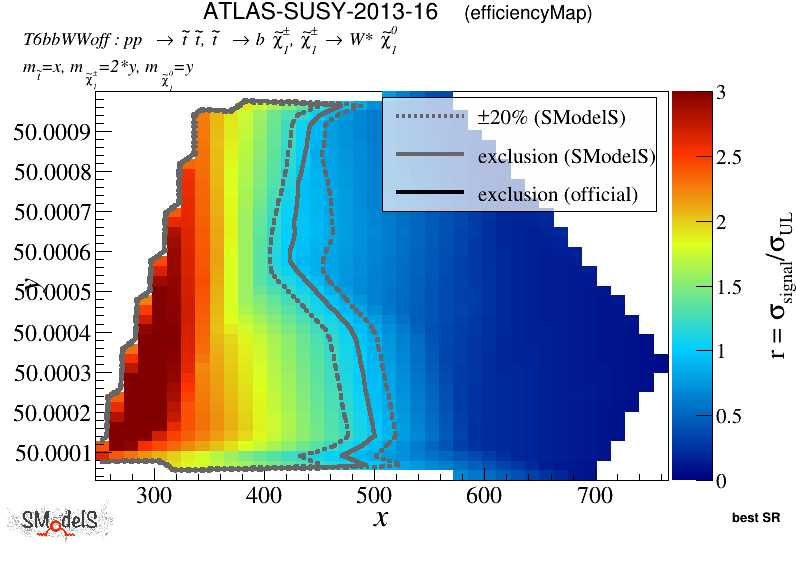 ATLAS-SUSY-2013-16 (efficiencyMap)
T6bbWWoff : pp → t̃ t̃, t̃ → b χ̃₁±, χ̃₁± → W* χ̃₁⁰
m_t̃=x, m_χ̃₁±=2*y, m_χ̃₁⁰=y
±20% (SModelS)
exclusion (SModelS)
exclusion (official)
50.0009
50.0008
50.0007
50.0006
50.0005
50.0004
50.0003
50.0002
50.0001
y
300 400 500 600 700
x
3
2.5
2
1.5
1
0.5
0
r = σ_signal/σ_UL
SModelS
best SR